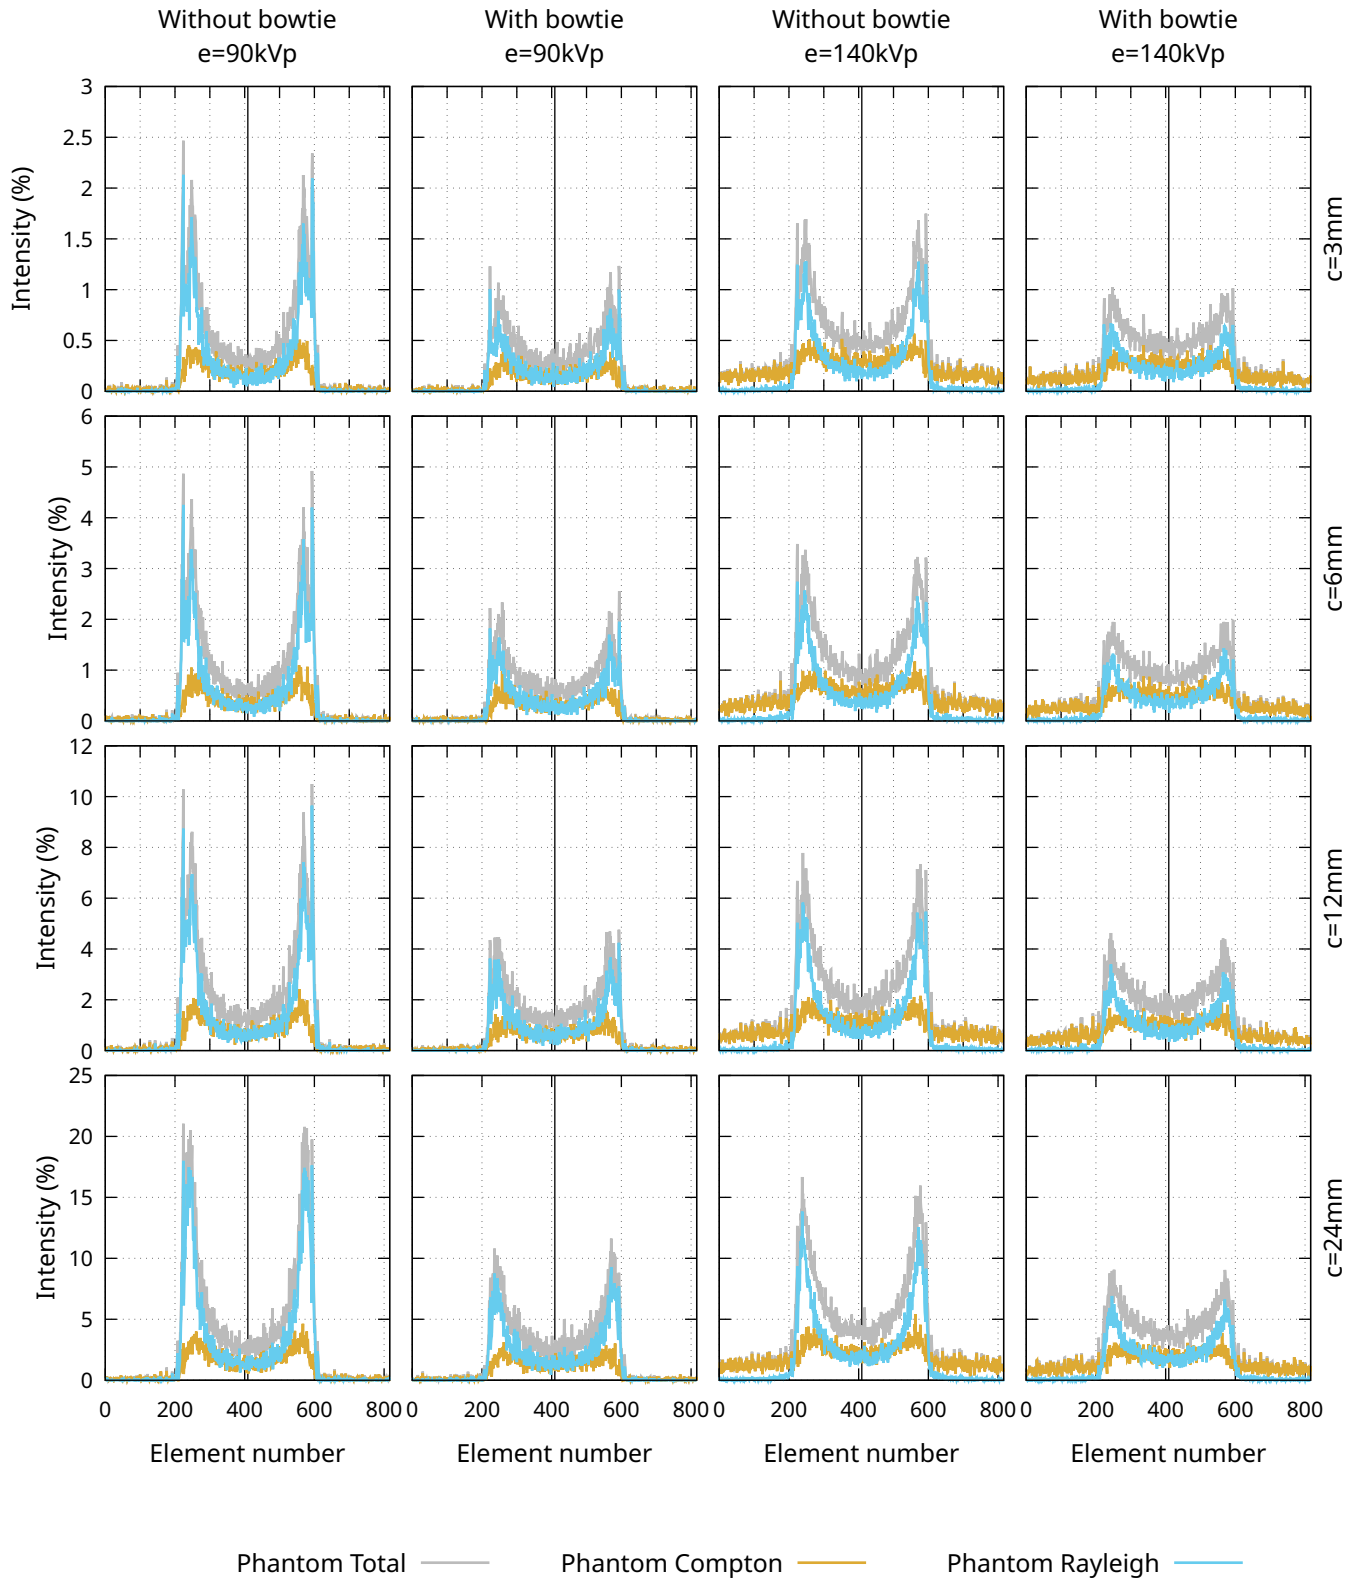 Without bowtie With bowtie Without bowtie With bowtie
e=90kVp e=90kVp e=140kVp e=140kVp
3
2.5
2
1.5
1
0.5
0
Intensity (%)
c=3mm
6
5
4
3
2
1
0
Intensity (%)
c=6mm
12
10
8
6
4
2
0
Intensity (%)
c=12mm
25
20
15
10
5
0
Intensity (%)
c=24mm
0 200 400 600 800 0 200 400 600 800 0 200 400 600 800 0 200 400 600 800
Element number Element number Element number Element number
Phantom Total Phantom Compton Phantom Rayleigh